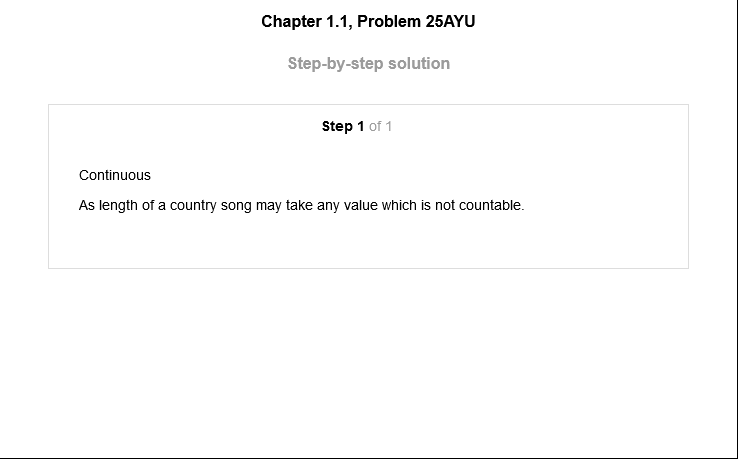 Chapter 1.1, Problem 25AYU
Step-by-step solution
Step 1 of 1
Continuous
As length of a country song may take any value which is not countable.